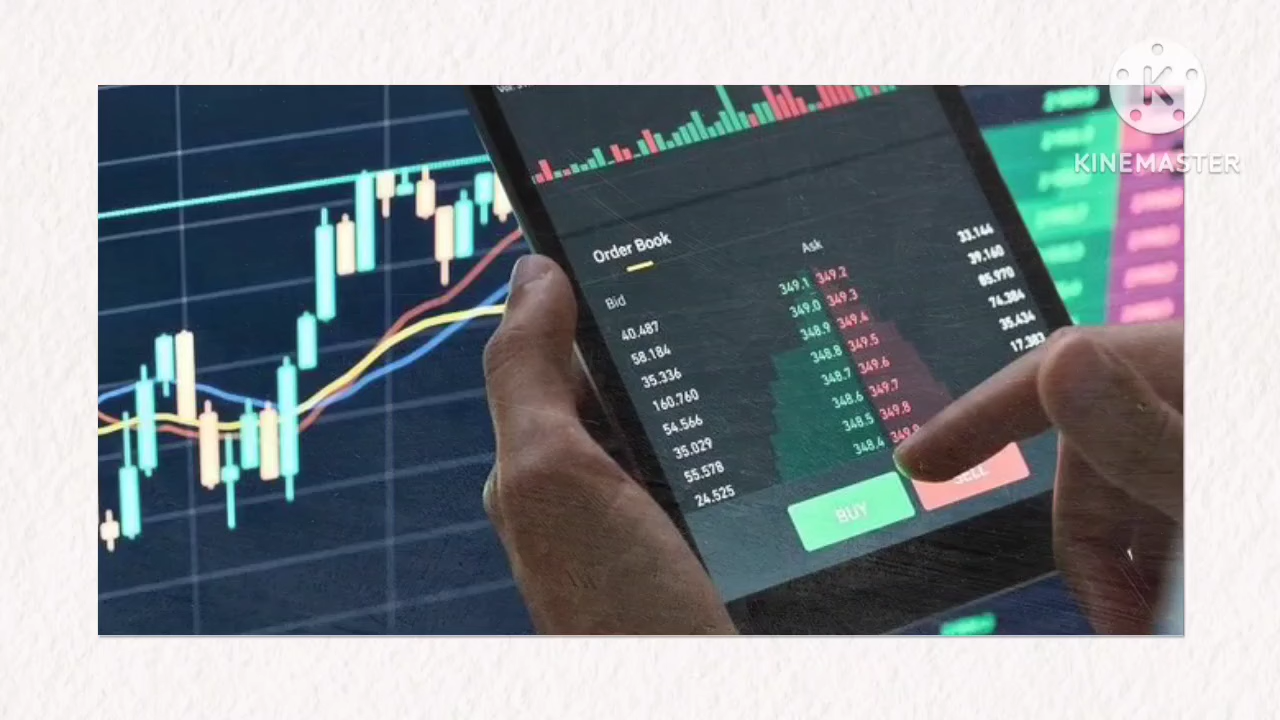 KINEMASTER
Order Book
Bid Ask
40.487 349.1 349.2 33.144
58.184 349.0 349.3 39.160
35.336 348.9 349.4 85.970
160.760 348.8 349.5 74.384
54.566 348.7 349.6 35.434
35.029 348.6 349.7 17.383
55.578 348.5 349.8
24.525 348.4
BUY SELL